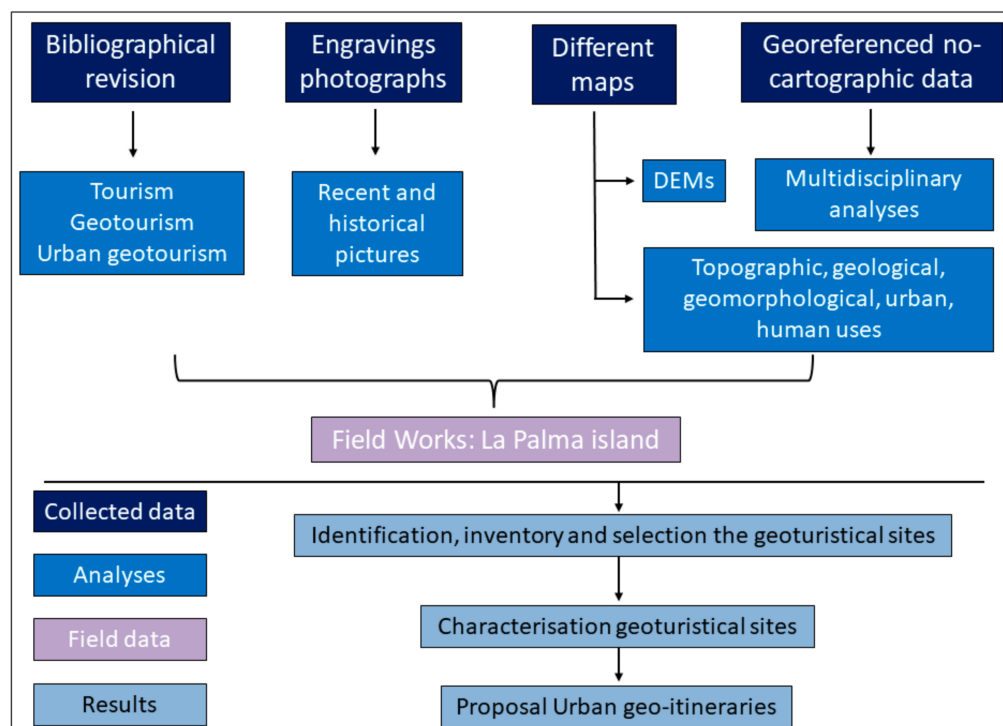 Bibliographical
revision
Engravings
photographs
Different
maps
Georeferenced no-
cartographic data
Tourism
Geotourism
Urban geotourism
Recent and
historical
pictures
DEMs
Multidisciplinary
analyses
Topographic, geological,
geomorphological, urban,
human uses
Field Works: La Palma island
Collected data
Analyses
Field data
Results
Identification, inventory and selection the geoturistical sites
Characterisation geoturistical sites
Proposal Urban geo-itineraries